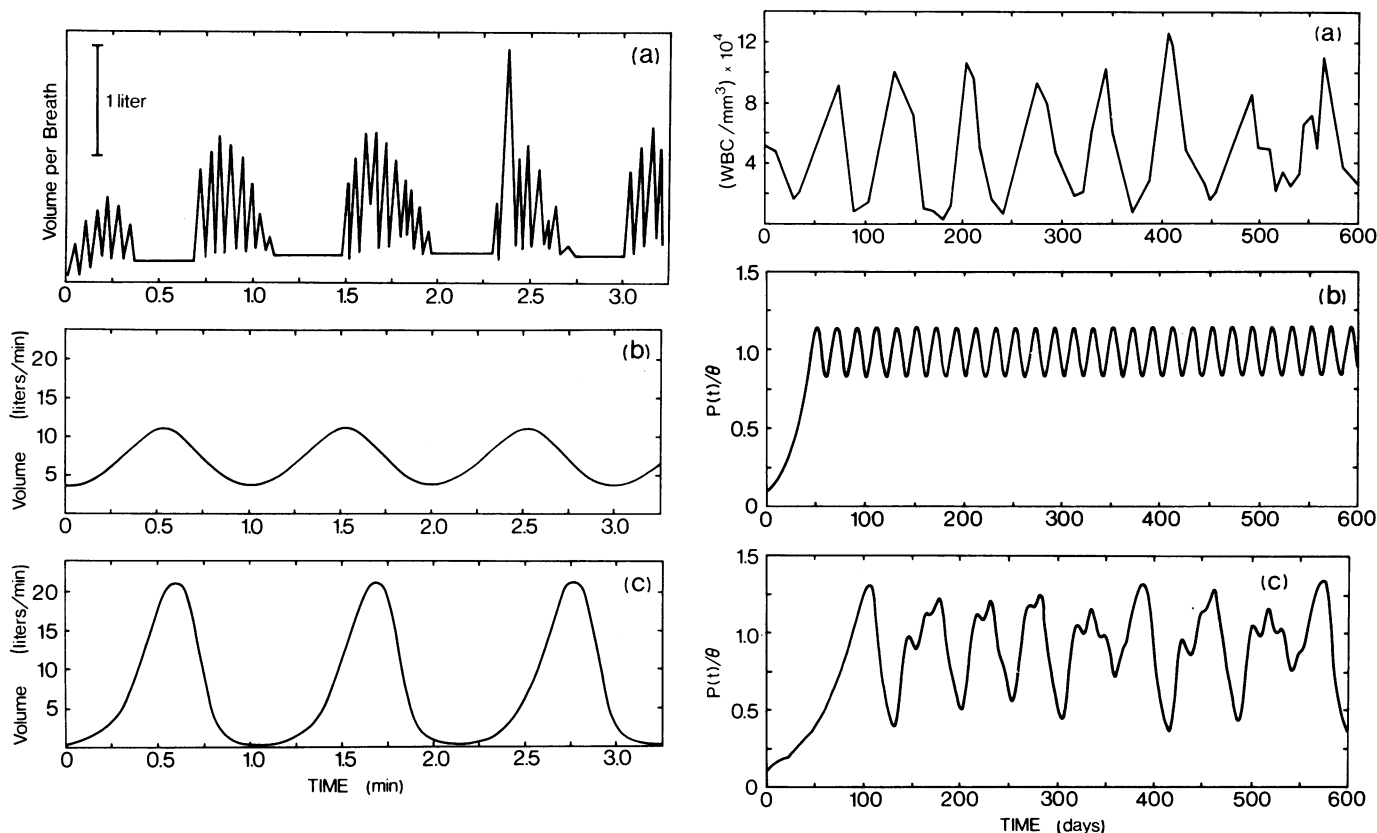 (a)
1 liter
Volume per Breath
0 0.5 1.0 1.5 2.0 2.5 3.0
(b)
Volume (liters/min)
20
15
10
5
0 0.5 1.0 1.5 2.0 2.5 3.0
(c)
Volume (liters/min)
20
15
10
5
0 0.5 1.0 1.5 2.0 2.5 3.0
TIME (min)
(a)
(WBC/mm³) × 10⁴
12
8
4
0 100 200 300 400 500 600
(b)
P(t)/θ
1.5
1.0
0.5
0
0 100 200 300 400 500 600
(c)
P(t)/θ
1.5
1.0
0.5
0
0 100 200 300 400 500 600
TIME (days)